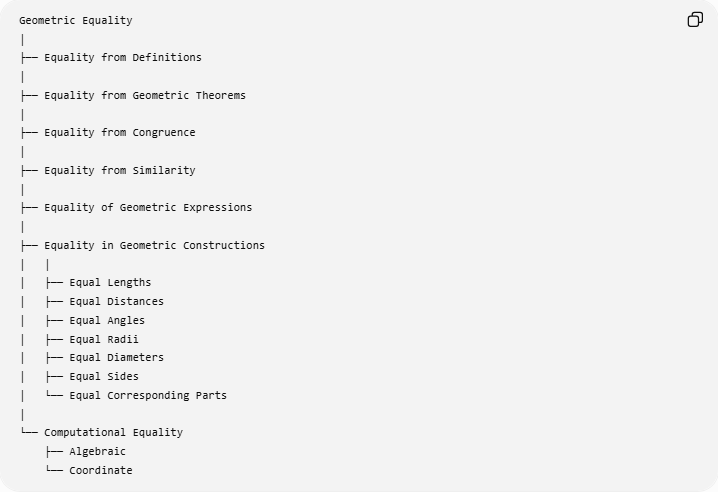 Geometric Equality
│
├── Equality from Definitions
│
├── Equality from Geometric Theorems
│
├── Equality from Congruence
│
├── Equality from Similarity
│
├── Equality of Geometric Expressions
│
├── Equality in Geometric Constructions
│   │
│   ├── Equal Lengths
│   ├── Equal Distances
│   ├── Equal Angles
│   ├── Equal Radii
│   ├── Equal Diameters
│   ├── Equal Sides
│   └── Equal Corresponding Parts
│
└── Computational Equality
    ├── Algebraic
    └── Coordinate